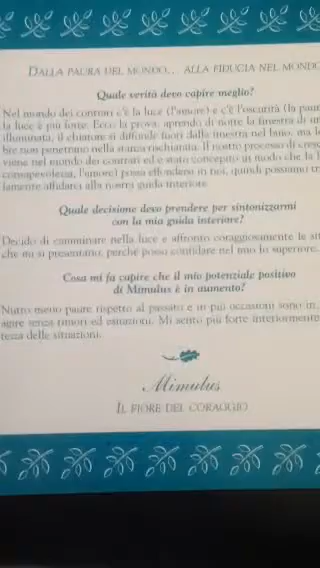 DALLA PAURA DEL MONDO... ALLA FIDUCIA NEL MONDO
Quale verità devo capire meglio?
Nel mondo dei contrari c'è la luce (l'amore) e c'è l'oscurità (la pau
la luce è più forte. Ecco la prova: aprendo di notte la finestra di un
illuminata, il chiarore si diffonde fuori dalla finestra nel buio, ma le
bre non penetrano nella stanza rischiarata. Il nostro processo di cresc
viene nel mondo dei contrari ed è stato concepito in modo che la l
consapevolezza, l'amore) possa effondersi in noi, quindi possiamo tr
lamente affidarci alla nostra guida interiore.
Quale decisione devo prendere per sintonizzarmi
con la mia guida interiore?
Decido di camminare nella luce e affronto coraggiosamente le sit
che mi si presentano, perché posso confidare nel mio Io superiore.
Cosa mi fa capire che il mio potenziale positivo
di Mimulus è in aumento?
Nutro meno paure rispetto al passato e in più occasioni sono in
agire senza timori ed esitazioni. Mi sento più forte interiormente
tezza delle situazioni.
Mimulus
IL FIORE DEL CORAGGIO